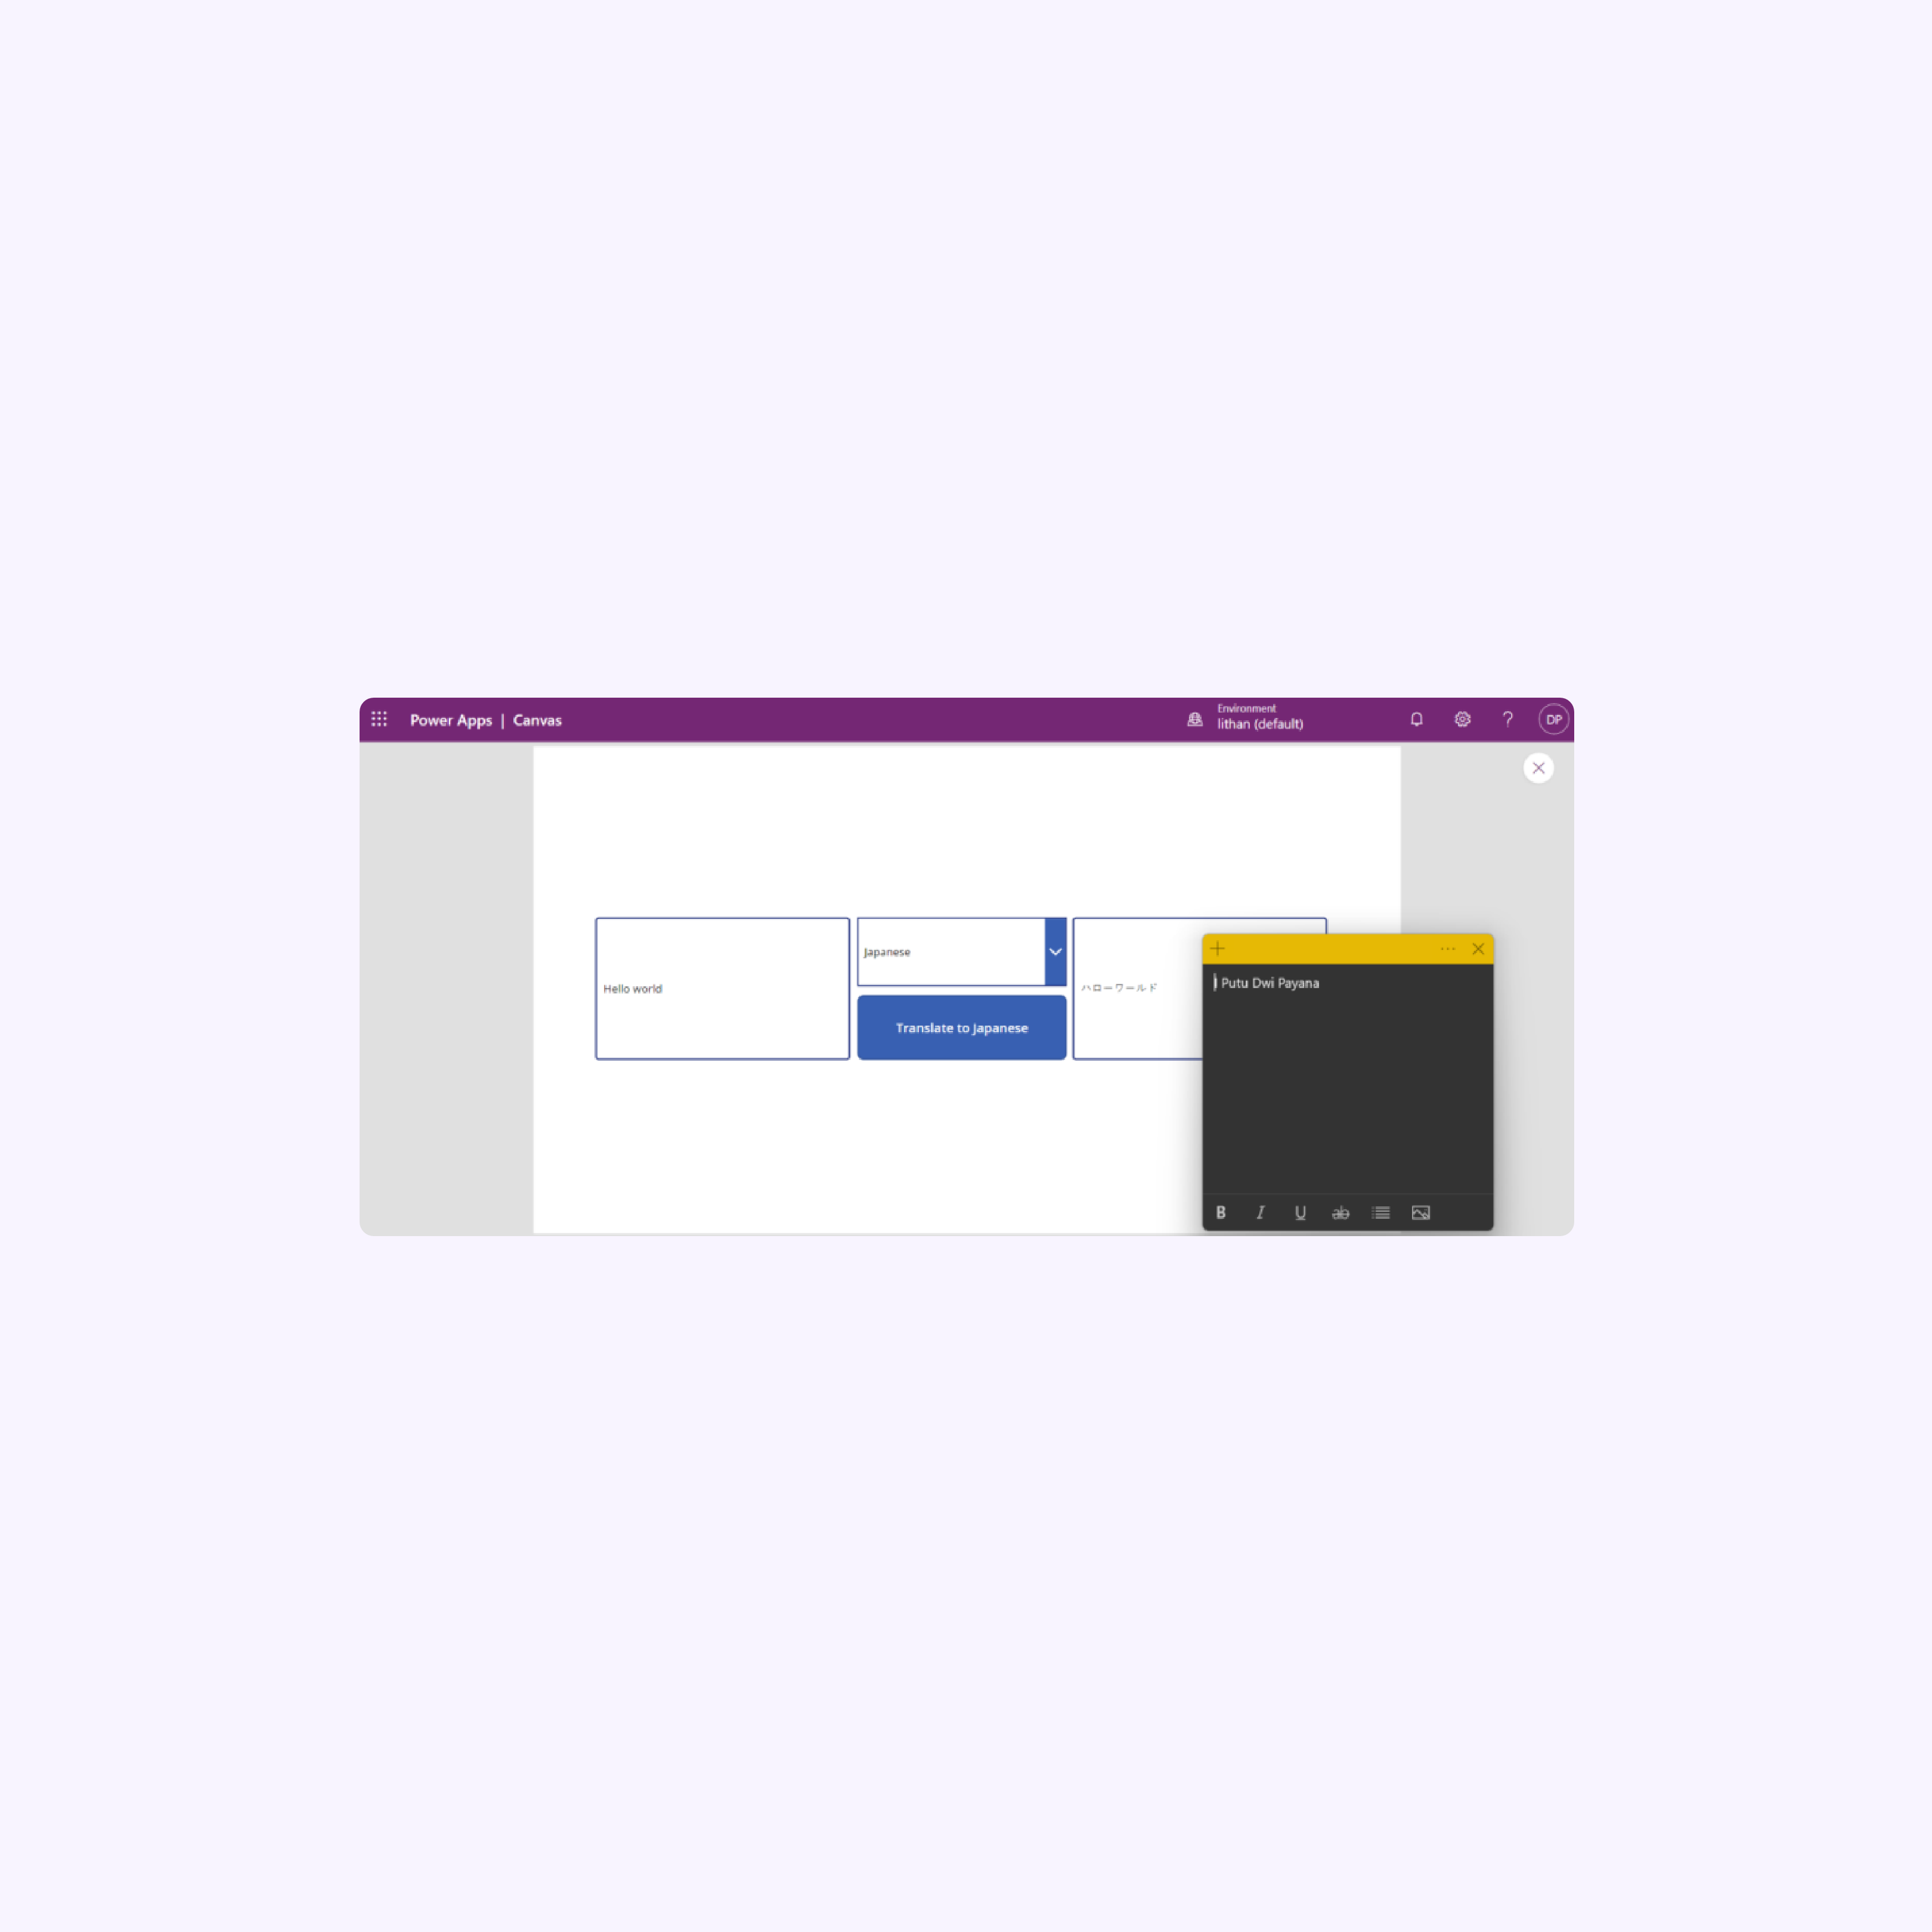 Power Apps | Canvas
Environment
lithan (default)
DP
Hello world
Japanese
Translate to Japanese
ハローワールド
I Putu Dwi Payana
B I U ab